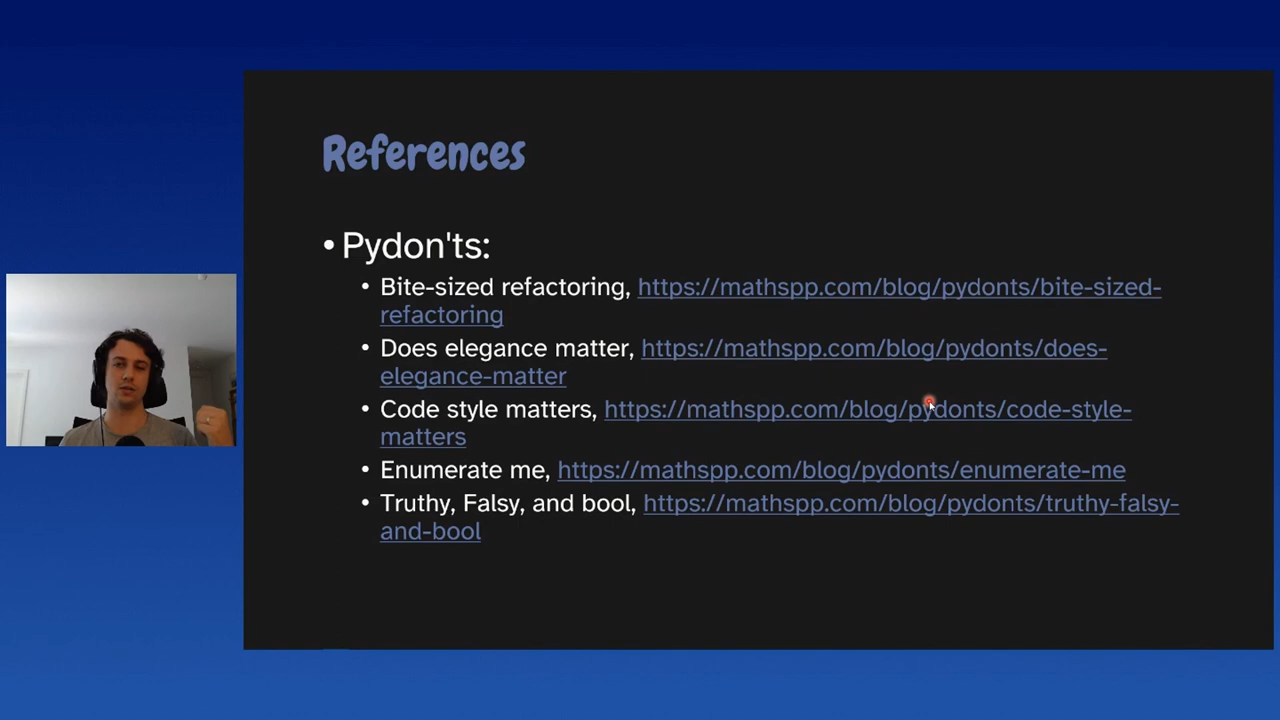 References
• Pydon'ts:
• Bite-sized refactoring, https://mathspp.com/blog/pydonts/bite-sized-
refactoring
• Does elegance matter, https://mathspp.com/blog/pydonts/does-
elegance-matter
• Code style matters, https://mathspp.com/blog/pydonts/code-style-
matters
• Enumerate me, https://mathspp.com/blog/pydonts/enumerate-me
• Truthy, Falsy, and bool, https://mathspp.com/blog/pydonts/truthy-falsy-
and-bool